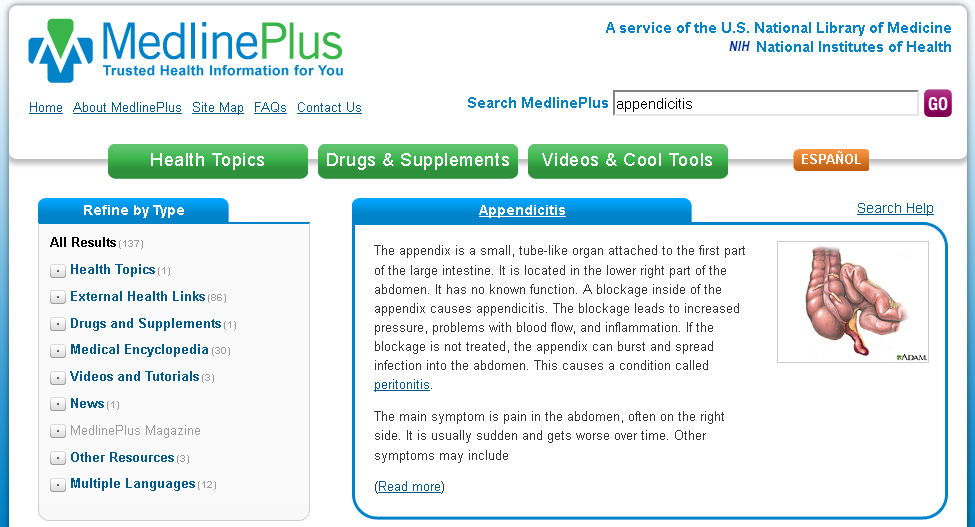 MedlinePlus
Trusted Health Information for You
A service of the U.S. National Library of Medicine
NIH National Institutes of Health
Home About MedlinePlus Site Map FAQs Contact Us
Search MedlinePlus appendicitis GO
Health Topics Drugs & Supplements Videos & Cool Tools ESPAÑOL
Refine by Type
All Results (137)
Health Topics (1)
External Health Links (86)
Drugs and Supplements (1)
Medical Encyclopedia (30)
Videos and Tutorials (3)
News (1)
MedlinePlus Magazine
Other Resources (3)
Multiple Languages (12)
Appendicitis
Search Help
The appendix is a small, tube-like organ attached to the first part
of the large intestine. It is located in the lower right part of the
abdomen. It has no known function. A blockage inside of the
appendix causes appendicitis. The blockage leads to increased
pressure, problems with blood flow, and inflammation. If the
blockage is not treated, the appendix can burst and spread
infection into the abdomen. This causes a condition called
peritonitis.
The main symptom is pain in the abdomen, often on the right
side. It is usually sudden and gets worse over time. Other
symptoms may include
(Read more)
ADAM.